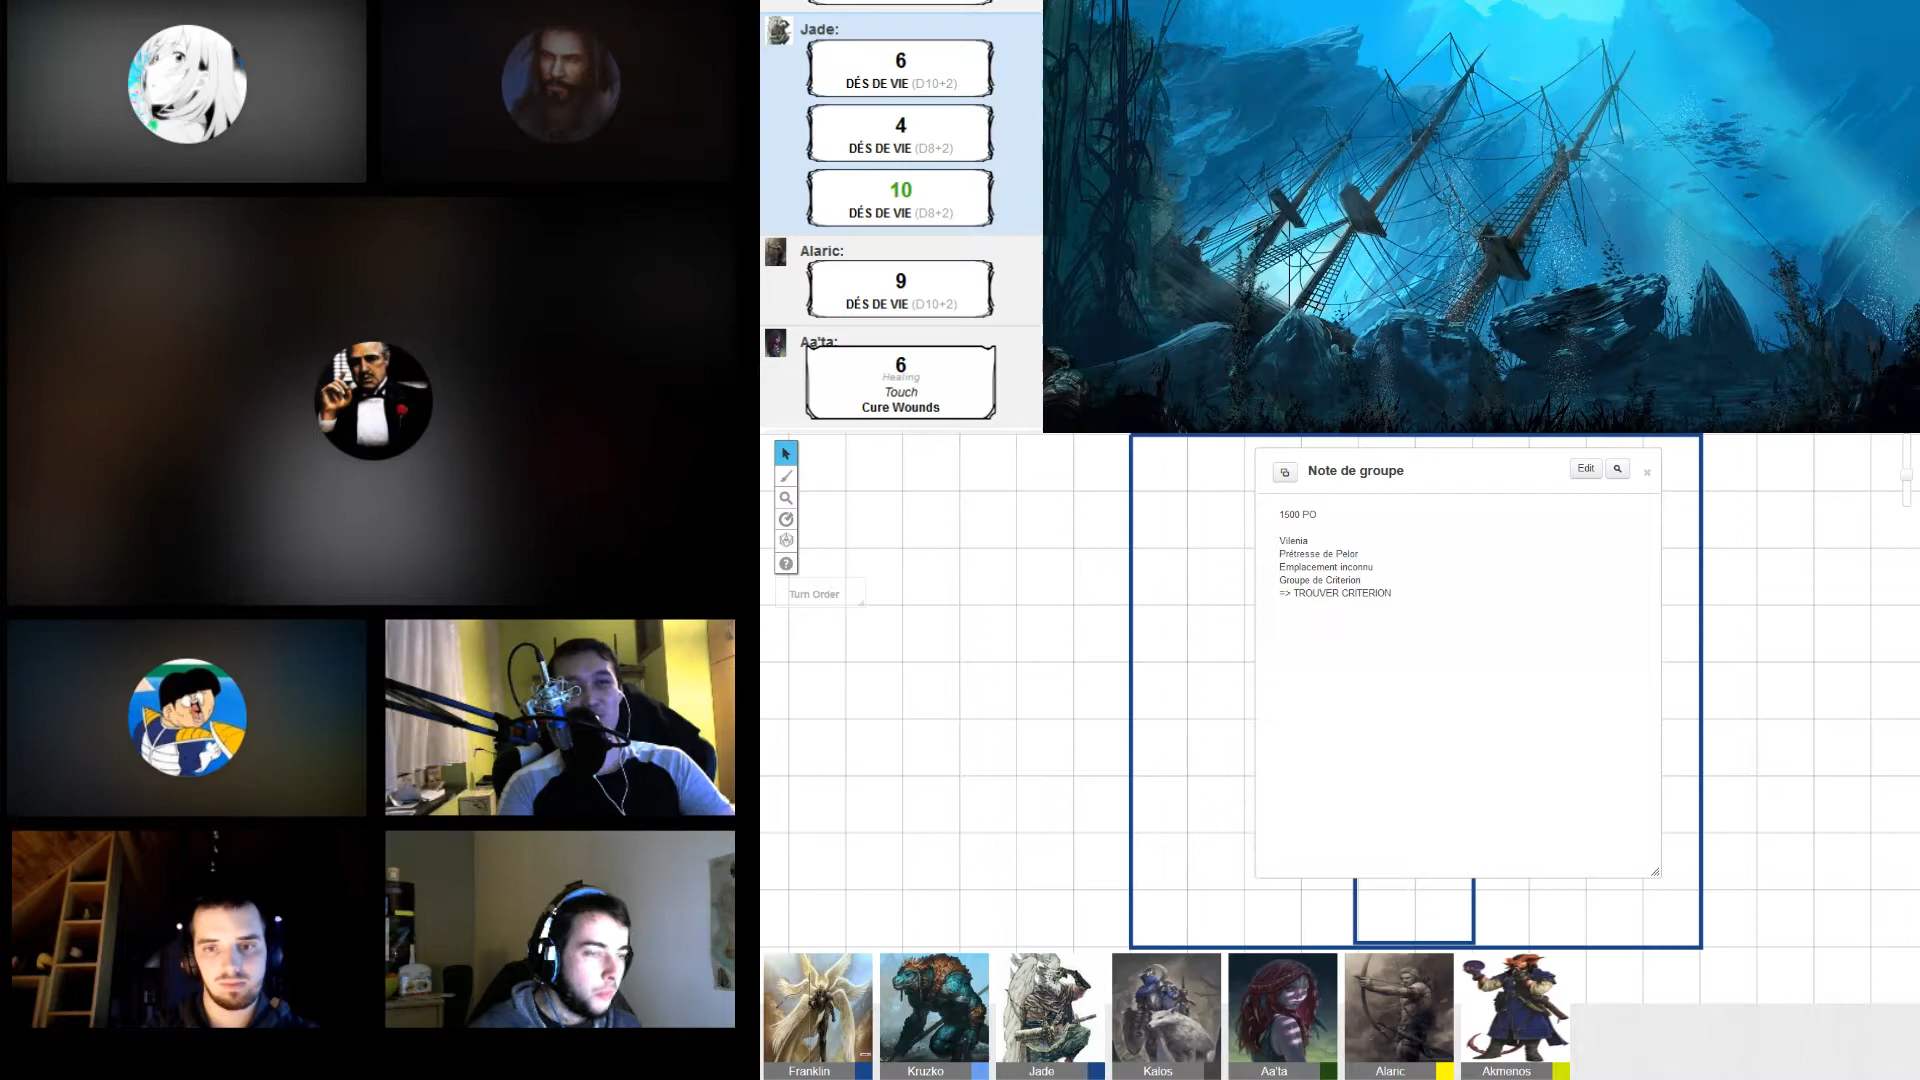 Jade:
6
DÉS DE VIE (D10+2)
4
DÉS DE VIE (D8+2)
10
DÉS DE VIE (D8+2)
Alaric:
9
DÉS DE VIE (D10+2)
Aa'ta:
6
Healing
Touch
Cure Wounds
Turn Order
Note de groupe
Edit
1500 PO
Vilenia
Prétresse de Pelor
Emplacement inconnu
Groupe de Criterion
=> TROUVER CRITERION
Franklin
Kruzko
Jade
Kalos
Aa'ta
Alaric
Akmenos